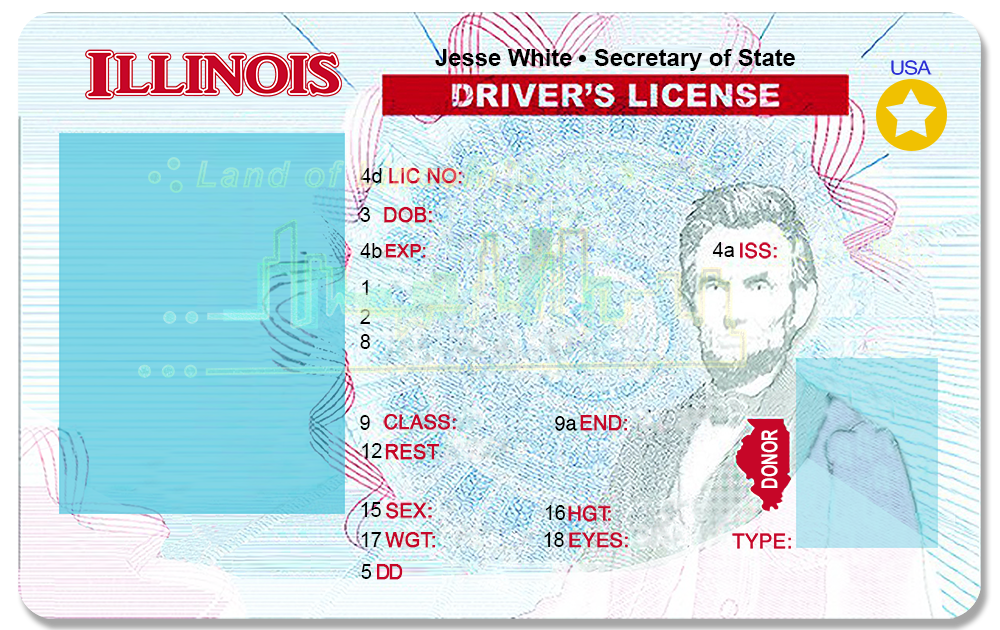 ILLINOIS
Jesse White • Secretary of State
USA
DRIVER'S LICENSE
Land of
4d LIC NO:
3 DOB:
4b EXP:
4a ISS:
1
2
8
9 CLASS:
9a END:
12 REST
DONOR
15 SEX:
16 HGT:
17 WGT:
18 EYES:
TYPE:
5 DD